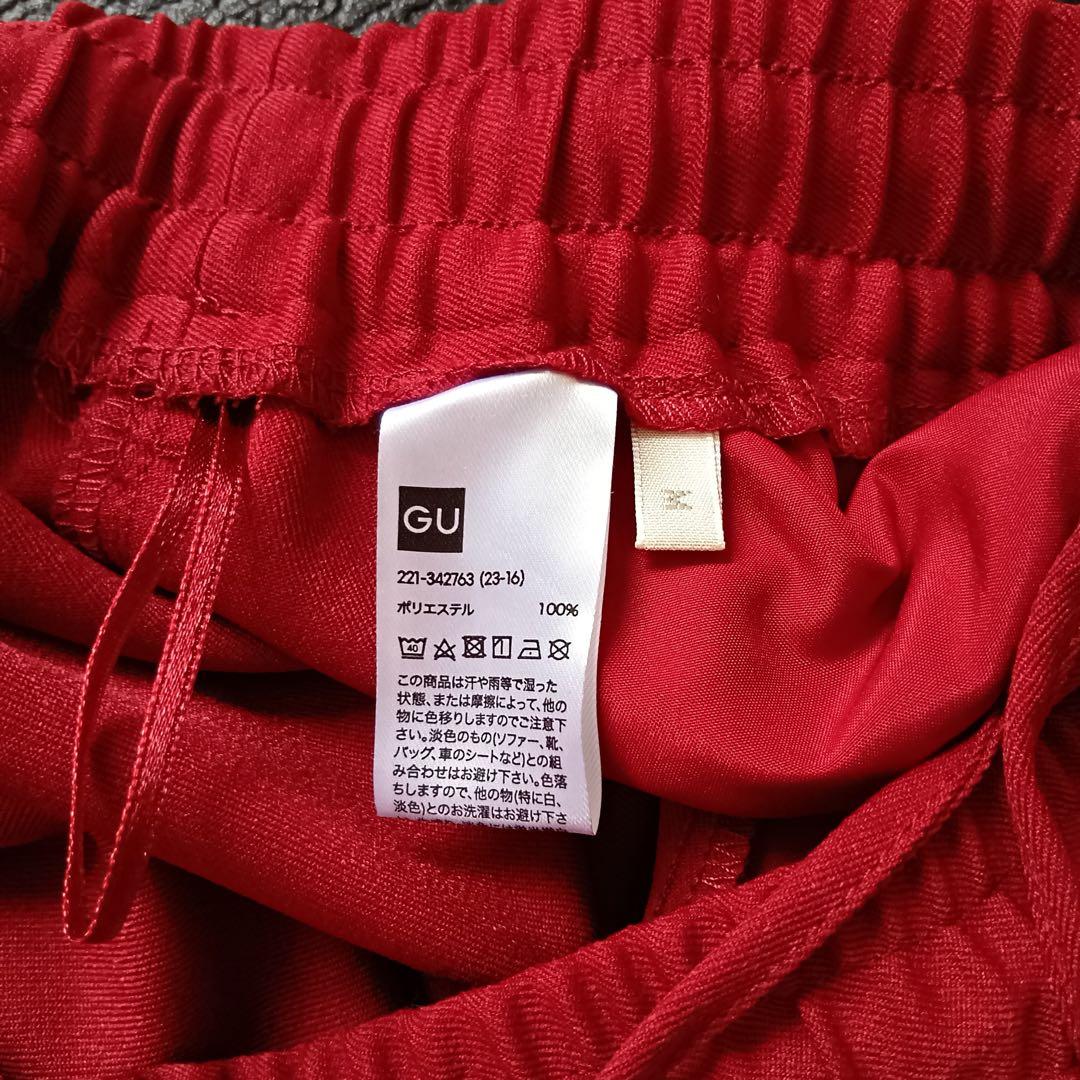 GU
M
221-342763 (23-16)
ポリエステル 100%
40
この商品は汗や雨等で湿った
状態、または摩擦によって、他の
物に色移りしますのでご注意下
さい。淡色のもの(ソファー、靴、
バッグ、車のシートなど)との組
み合わせはお避け下さい。色落
ちしますので、他の物(特に白、
淡色)とのお洗濯はお避け下さ